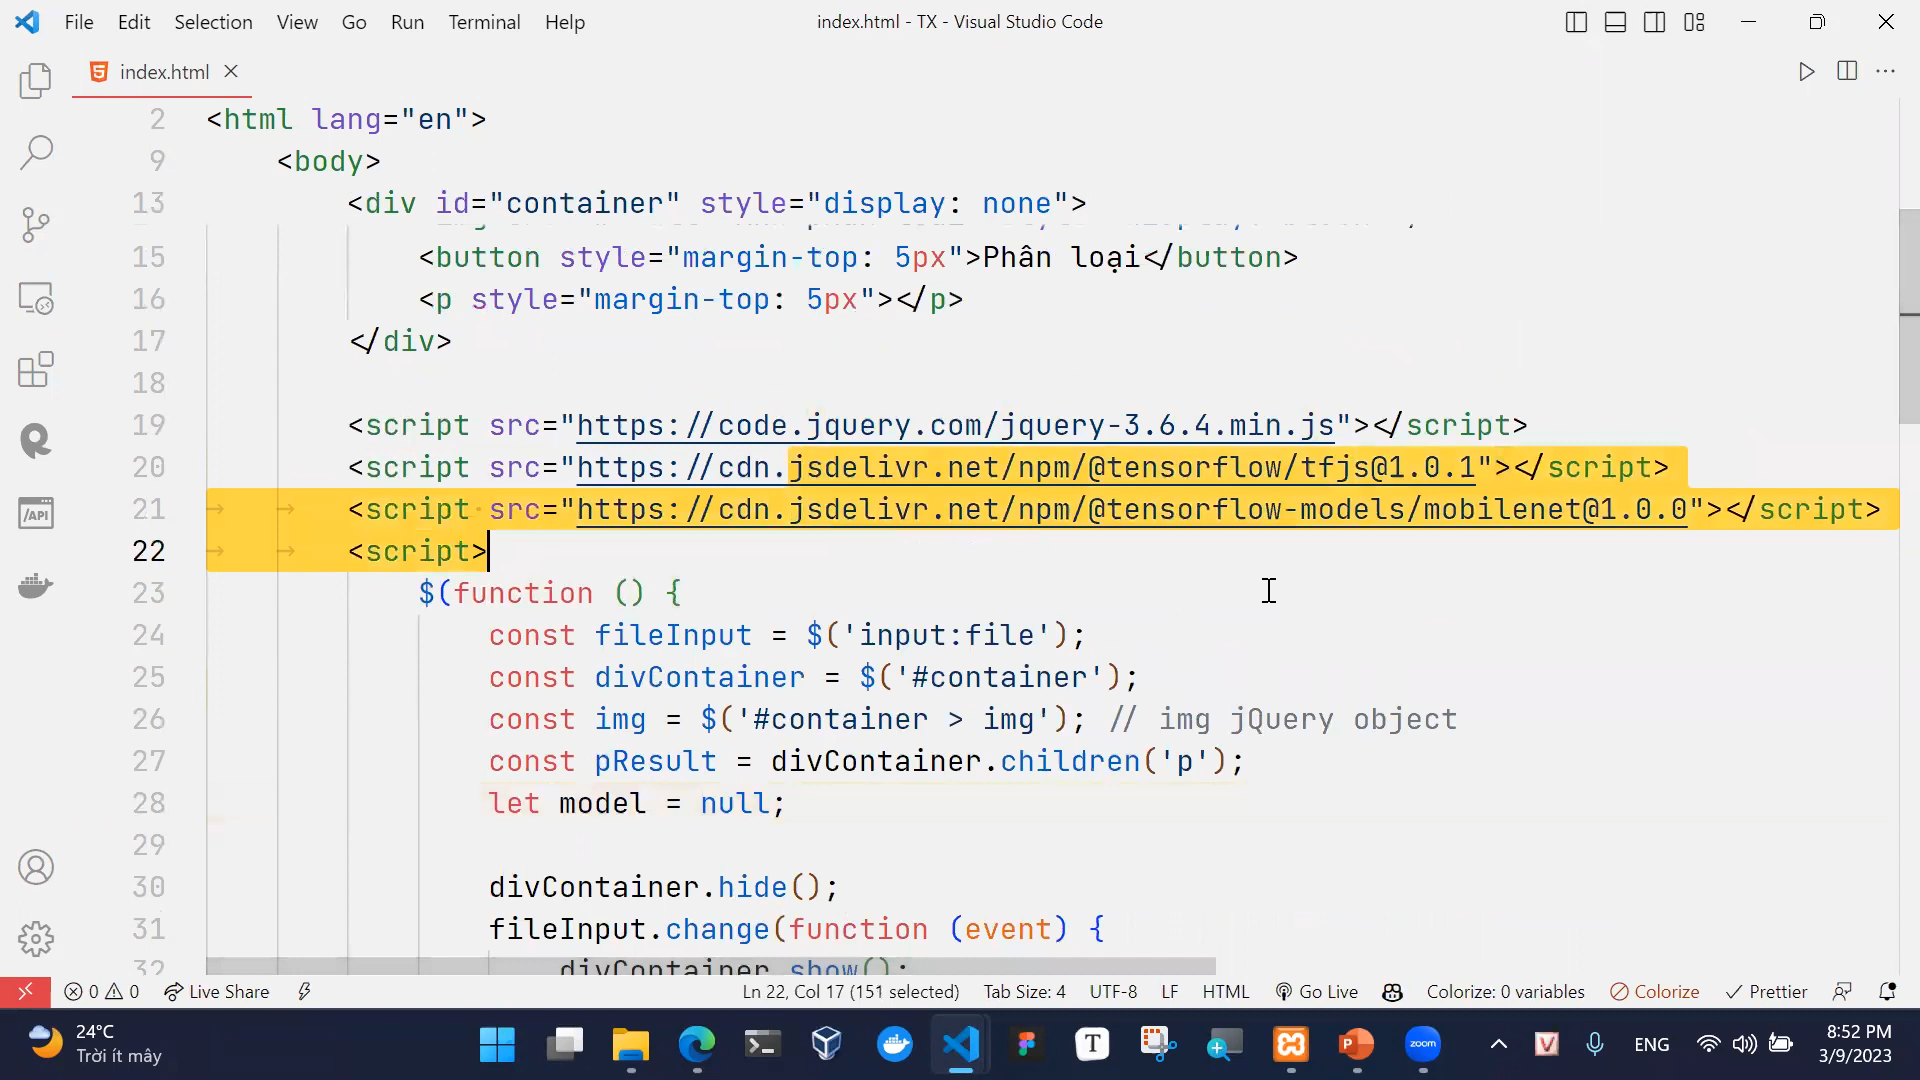 File Edit Selection View Go Run Terminal Help index.html - TX - Visual Studio Code
index.html
2 <html lang="en">
9 <body>
13 <div id="container" style="display: none">
15 <button style="margin-top: 5px">Phân loại</button>
16 <p style="margin-top: 5px"></p>
17 </div>
18
19 <script src="https://code.jquery.com/jquery-3.6.4.min.js"></script>
20 <script src="https://cdn.jsdelivr.net/npm/@tensorflow/tfjs@1.0.1"></script>
21 <script src="https://cdn.jsdelivr.net/npm/@tensorflow-models/mobilenet@1.0.0"></script>
22 <script>
23 $(function () {
24 const fileInput = $('input:file');
25 const divContainer = $('#container');
26 const img = $('#container > img'); // img jQuery object
27 const pResult = divContainer.children('p');
28 let model = null;
29
30 divContainer.hide();
31 fileInput.change(function (event) {
32 divContainer.show();
/API
0 0 Live Share Ln 22, Col 17 (151 selected) Tab Size: 4 UTF-8 LF HTML Go Live Colorize: 0 variables Colorize Prettier
24°C
Trời ít mây
T
zoom
V
ENG
8:52 PM
3/9/2023